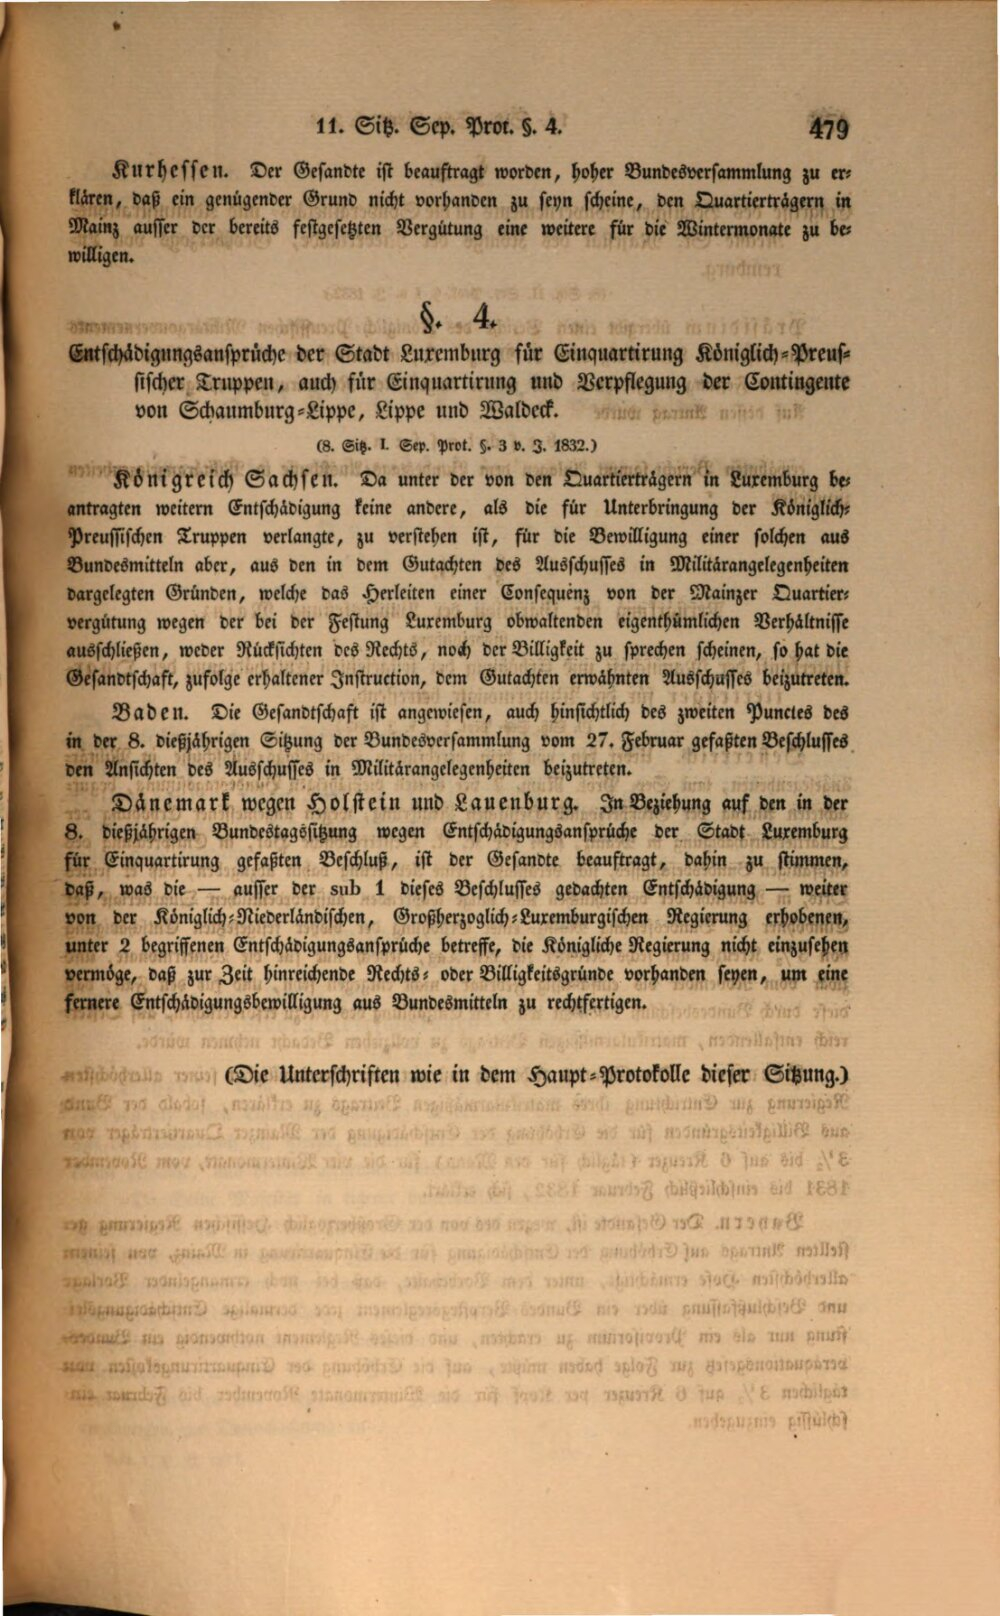 11. Sitz. Sep. Prot. §. 4. 479
Kurhessen. Der Gesandte ist beauftragt worden, hoher Bundesversammlung zu er-
klären, daß ein genügender Grund nicht vorhanden zu seyn scheine, den Quartierträgern in
Mainz ausser der bereits festgesetzten Vergütung eine weitere für die Wintermonate zu be-
willigen.
§. 4.
Entschädigungsansprüche der Stadt Luxemburg für Einquartirung Königlich-Preus-
sischer Truppen, auch für Einquartirung und Verpflegung der Contingente
von Schaumburg-Lippe, Lippe und Waldeck.
(8. Sitz. I. Sep. Prot. §. 3 v. J. 1832.)
Königreich Sachsen. Da unter der von den Quartierträgern in Luxemburg be-
antragten weitern Entschädigung keine andere, als die für Unterbringung der Königlich-
Preussischen Truppen verlangte, zu verstehen ist, für die Bewilligung einer solchen aus
Bundesmitteln aber, aus den in dem Gutachten des Ausschusses in Militärangelegenheiten
dargelegten Gründen, welche das Herleiten einer Consequenz von der Mainzer Quartier-
vergütung wegen der bei der Festung Luxemburg obwaltenden eigenthümlichen Verhältnisse
ausschließen, weder Rücksichten des Rechts, noch der Billigkeit zu sprechen scheinen, so hat die
Gesandtschaft, zufolge erhaltener Instruction, dem Gutachten erwähnten Ausschusses beizutreten.
Baden. Die Gesandtschaft ist angewiesen, auch hinsichtlich des zweiten Punctes des
in der 8. dießjährigen Sitzung der Bundesversammlung vom 27. Februar gefaßten Beschlusses
den Ansichten des Ausschusses in Militärangelegenheiten beizutreten.
Dänemark wegen Holstein und Lauenburg. In Beziehung auf den in der
8. dießjährigen Bundestagssitzung wegen Entschädigungsansprüche der Stadt Luxemburg
für Einquartirung gefaßten Beschluß, ist der Gesandte beauftragt, dahin zu stimmen,
daß, was die — ausser der sub 1 dieses Beschlusses gedachten Entschädigung — weiter
von der Königlich-Niederländischen, Großherzoglich-Luxemburgischen Regierung erhobenen,
unter 2 begriffenen Entschädigungsansprüche betreffe, die Königliche Regierung nicht einzusehen
vermöge, daß zur Zeit hinreichende Rechts- oder Billigkeitsgründe vorhanden seyen, um eine
fernere Entschädigungsbewilligung aus Bundesmitteln zu rechtfertigen.
(Die Unterschriften wie in dem Haupt-Protokolle dieser Sitzung.)